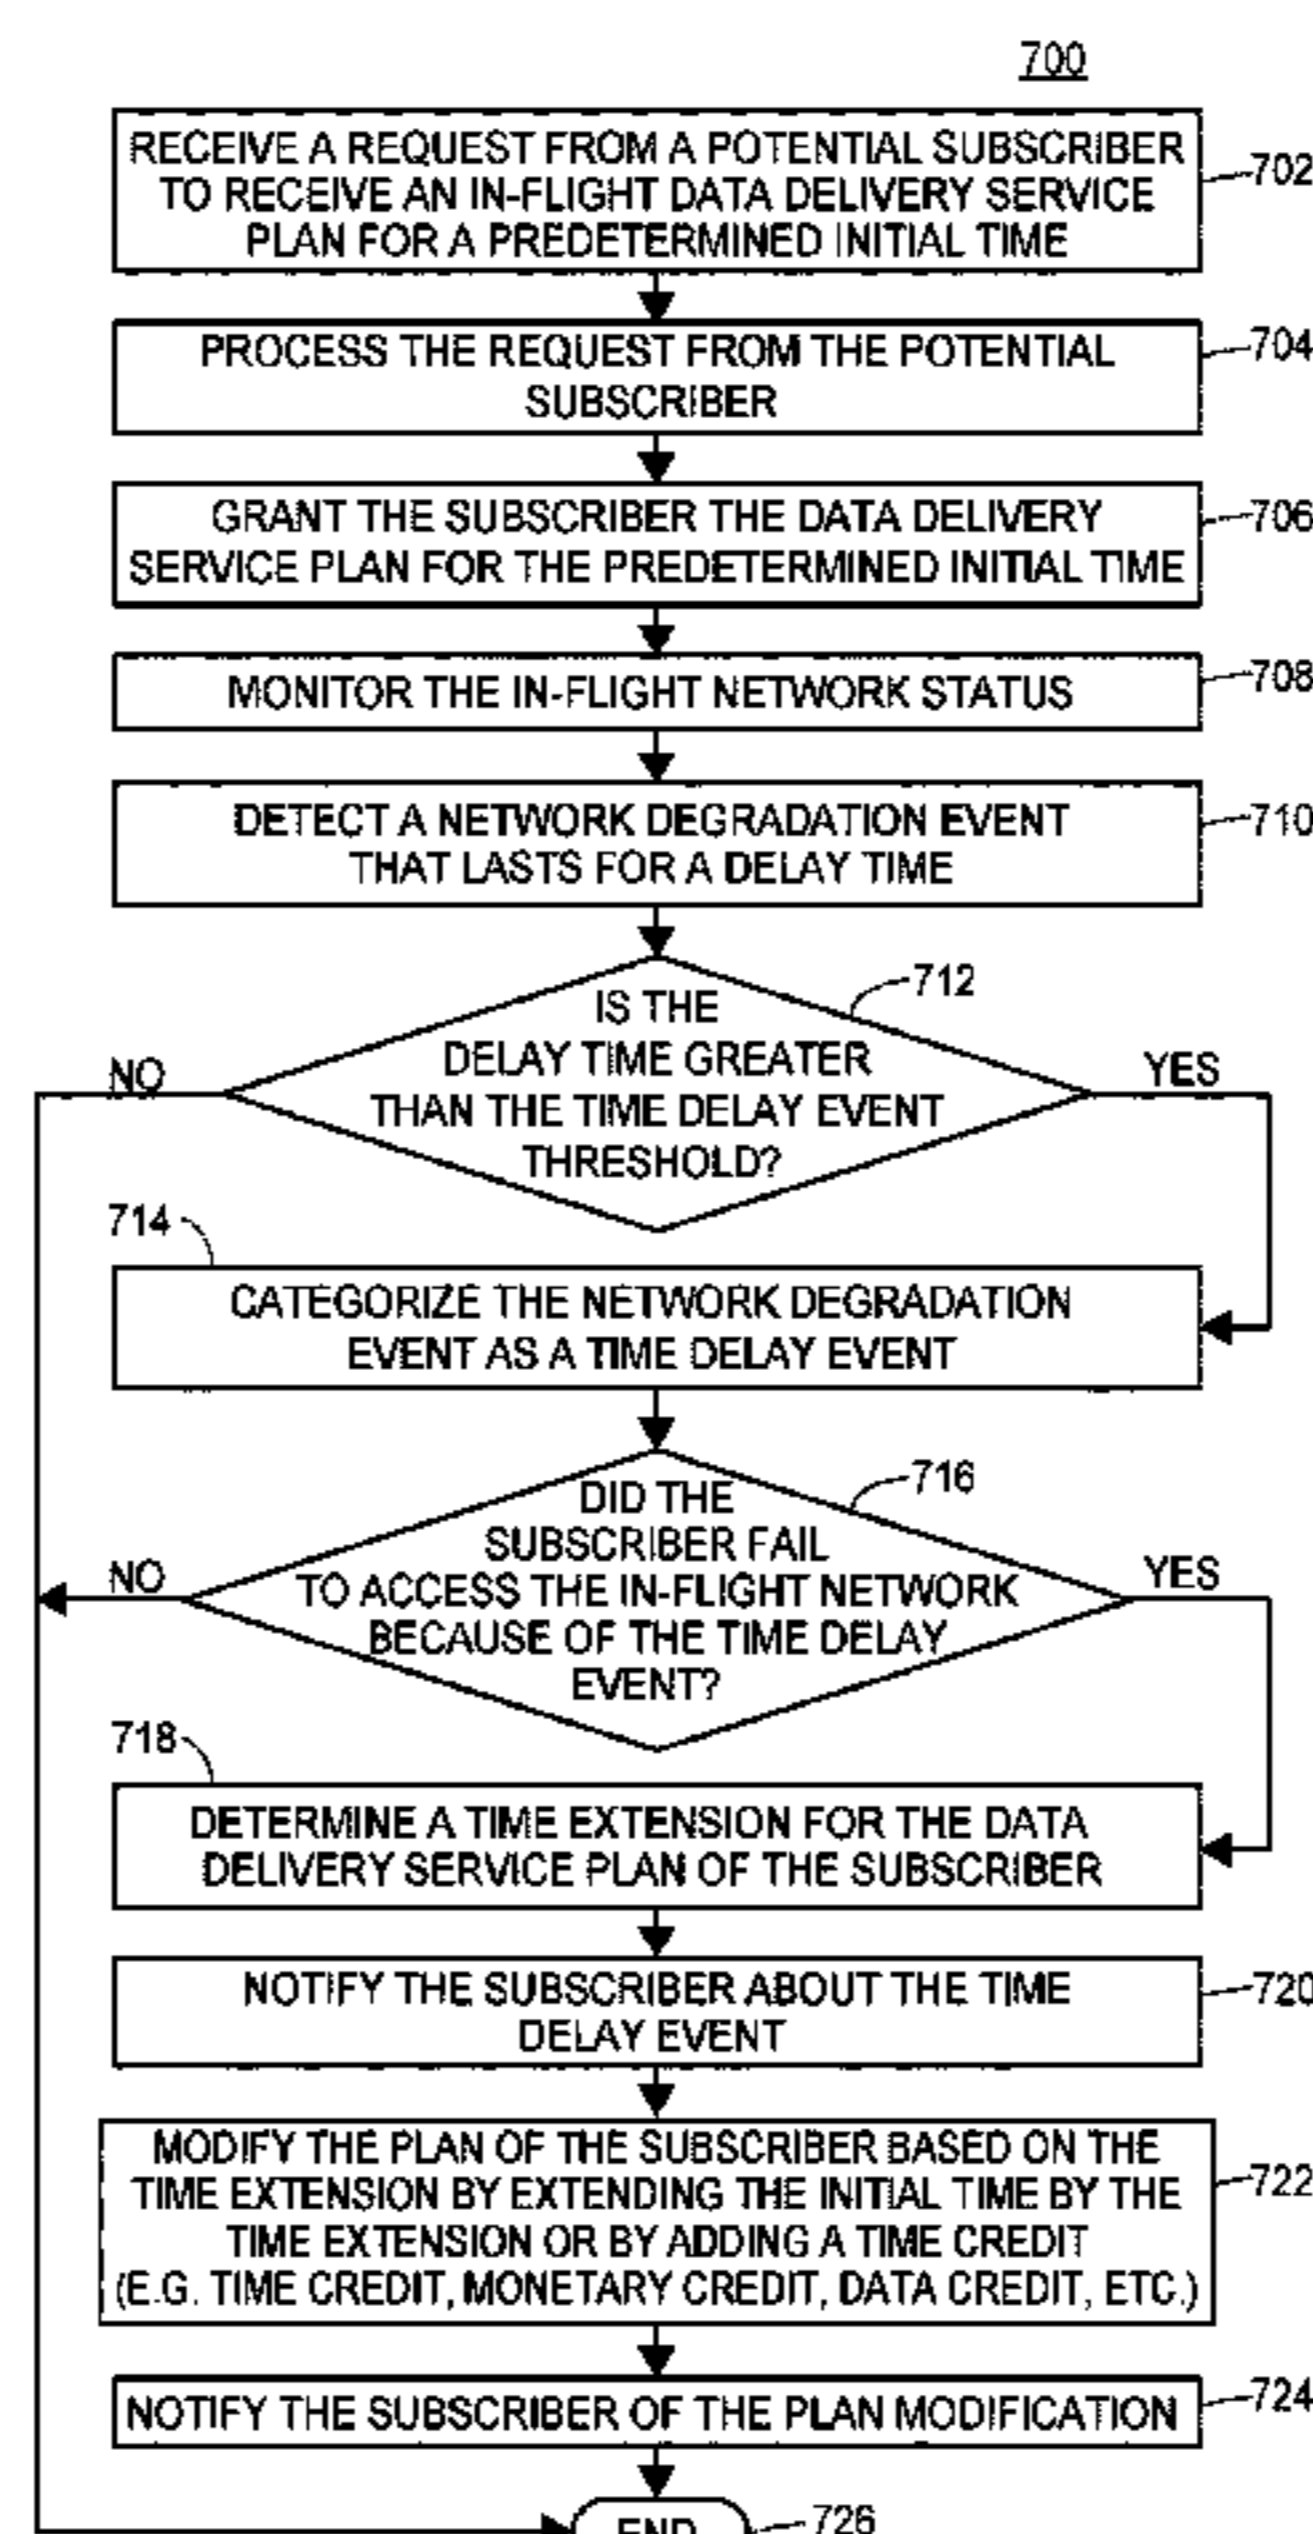 700
RECEIVE A REQUEST FROM A POTENTIAL SUBSCRIBER
TO RECEIVE AN IN-FLIGHT DATA DELIVERY SERVICE
PLAN FOR A PREDETERMINED INITIAL TIME
702
PROCESS THE REQUEST FROM THE POTENTIAL
SUBSCRIBER
704
GRANT THE SUBSCRIBER THE DATA DELIVERY
SERVICE PLAN FOR THE PREDETERMINED INITIAL TIME
706
MONITOR THE IN-FLIGHT NETWORK STATUS
708
DETECT A NETWORK DEGRADATION EVENT
THAT LASTS FOR A DELAY TIME
710
712
IS THE
DELAY TIME GREATER
THAN THE TIME DELAY EVENT
THRESHOLD?
NO
YES
714
CATEGORIZE THE NETWORK DEGRADATION
EVENT AS A TIME DELAY EVENT
716
DID THE
SUBSCRIBER FAIL
TO ACCESS THE IN-FLIGHT NETWORK
BECAUSE OF THE TIME DELAY
EVENT?
NO
YES
718
DETERMINE A TIME EXTENSION FOR THE DATA
DELIVERY SERVICE PLAN OF THE SUBSCRIBER
NOTIFY THE SUBSCRIBER ABOUT THE TIME
DELAY EVENT
720
MODIFY THE PLAN OF THE SUBSCRIBER BASED ON THE
TIME EXTENSION BY EXTENDING THE INITIAL TIME BY THE
TIME EXTENSION OR BY ADDING A TIME CREDIT
(E.G. TIME CREDIT, MONETARY CREDIT, DATA CREDIT, ETC.)
722
NOTIFY THE SUBSCRIBER OF THE PLAN MODIFICATION
724
END
726